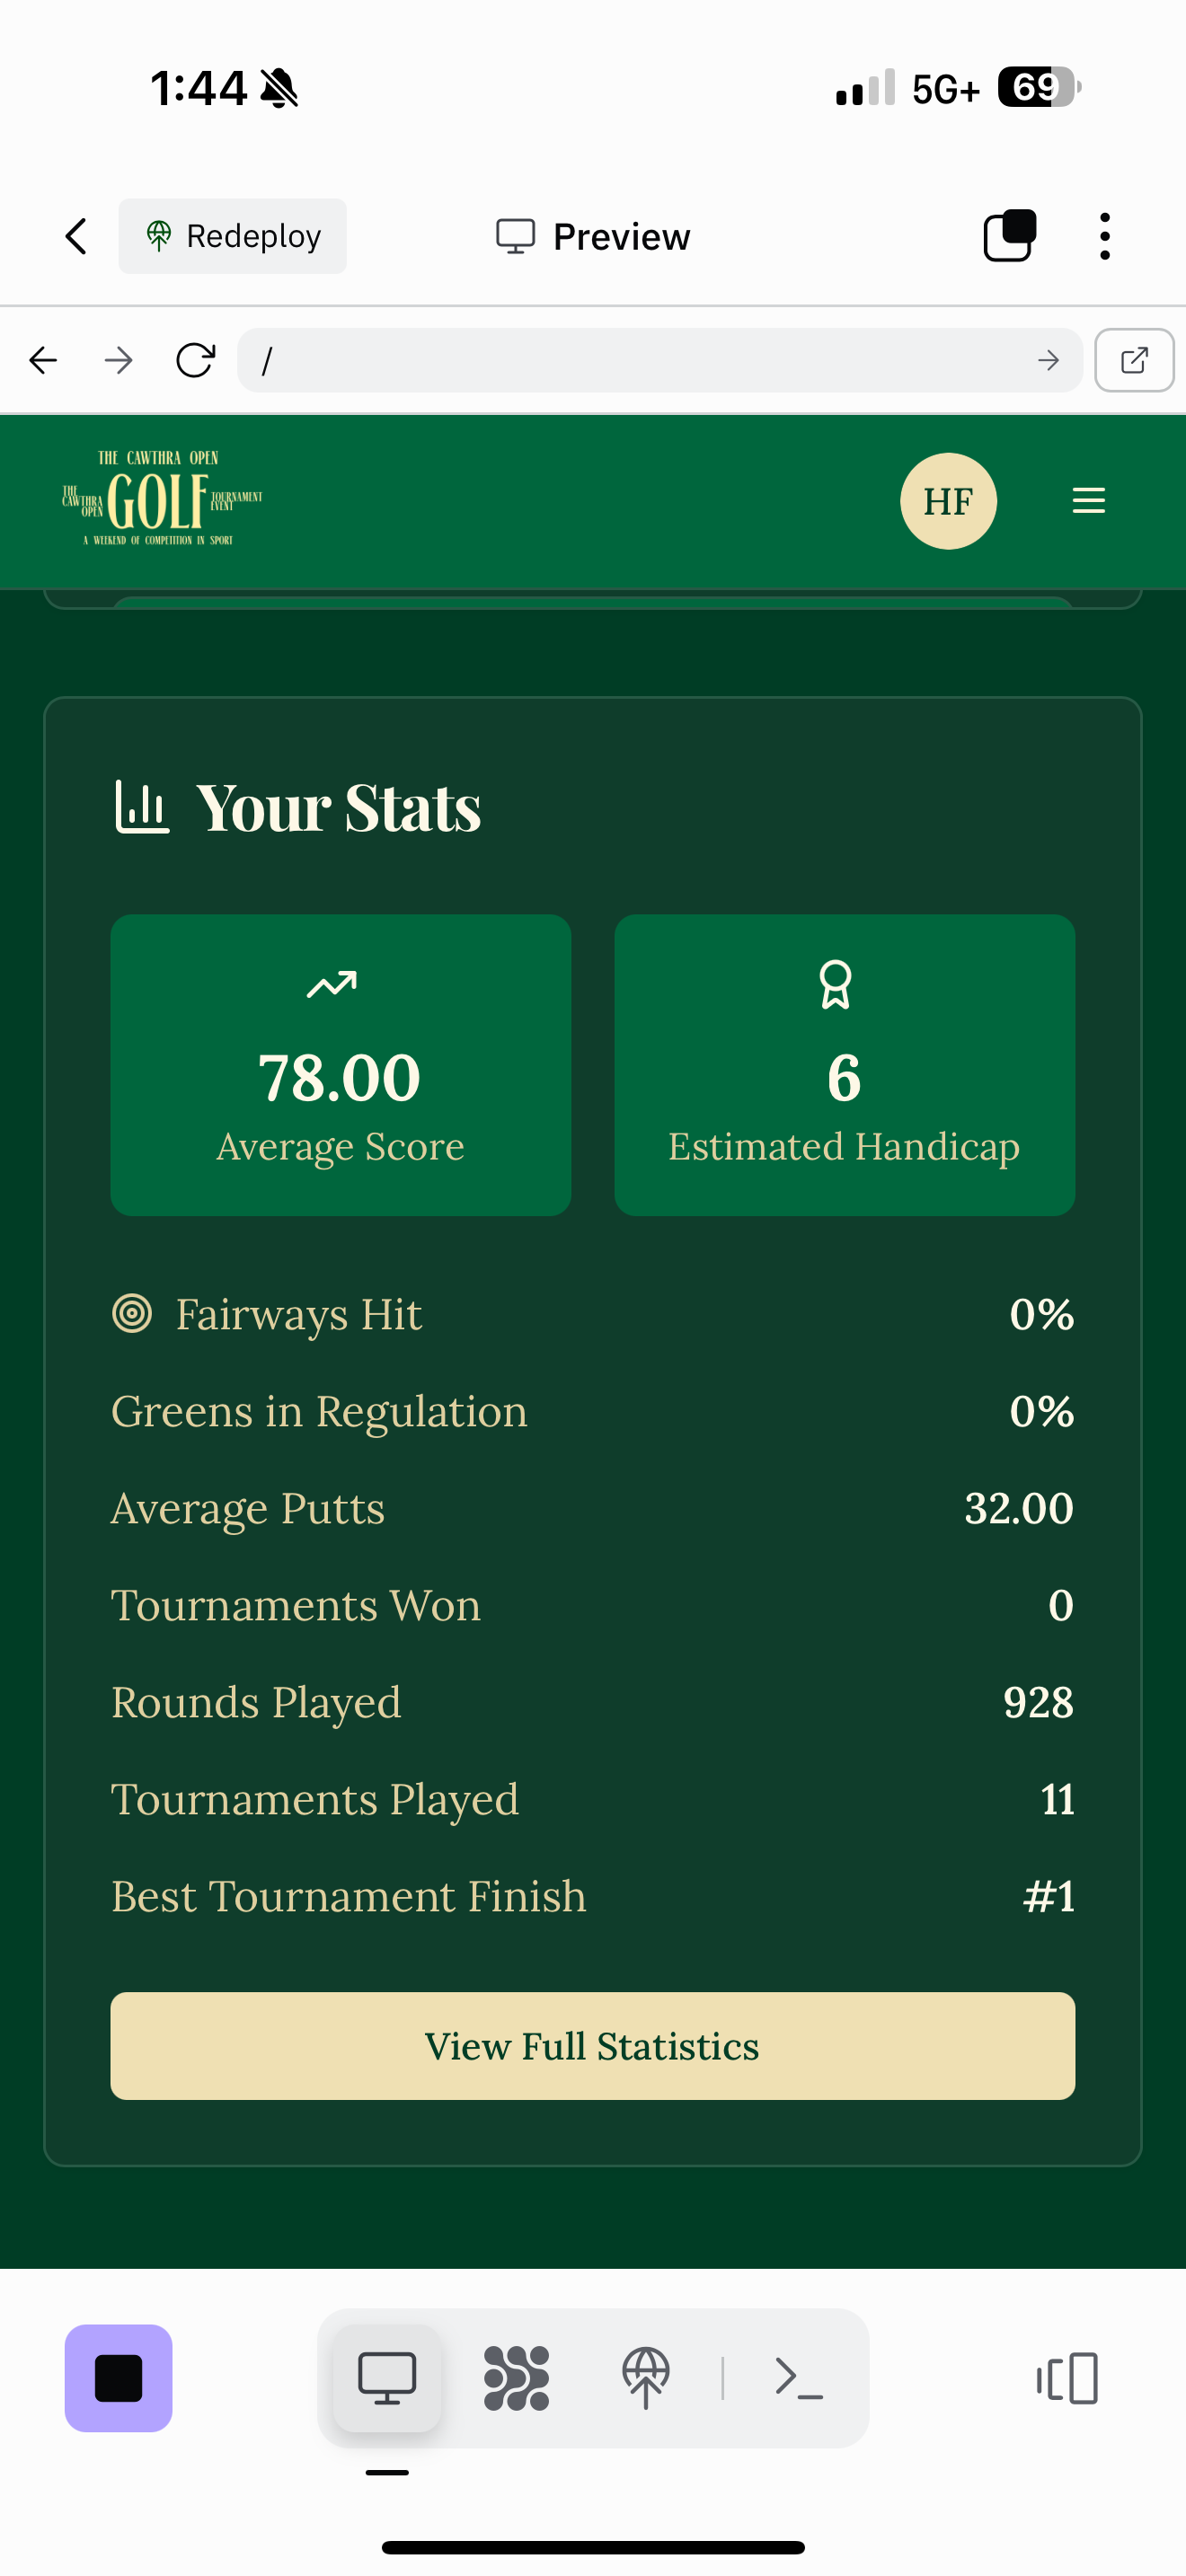 1:44
5G+ 69
Redeploy
Preview
/
THE CAWTHRA OPEN
THE CAWTHRA OPEN
GOLF
TOURNAMENT EVENT
A WEEKEND OF COMPETITION IN SPORT
HF
Your Stats
78.00
Average Score
6
Estimated Handicap
Fairways Hit 0%
Greens in Regulation 0%
Average Putts 32.00
Tournaments Won 0
Rounds Played 928
Tournaments Played 11
Best Tournament Finish #1
View Full Statistics